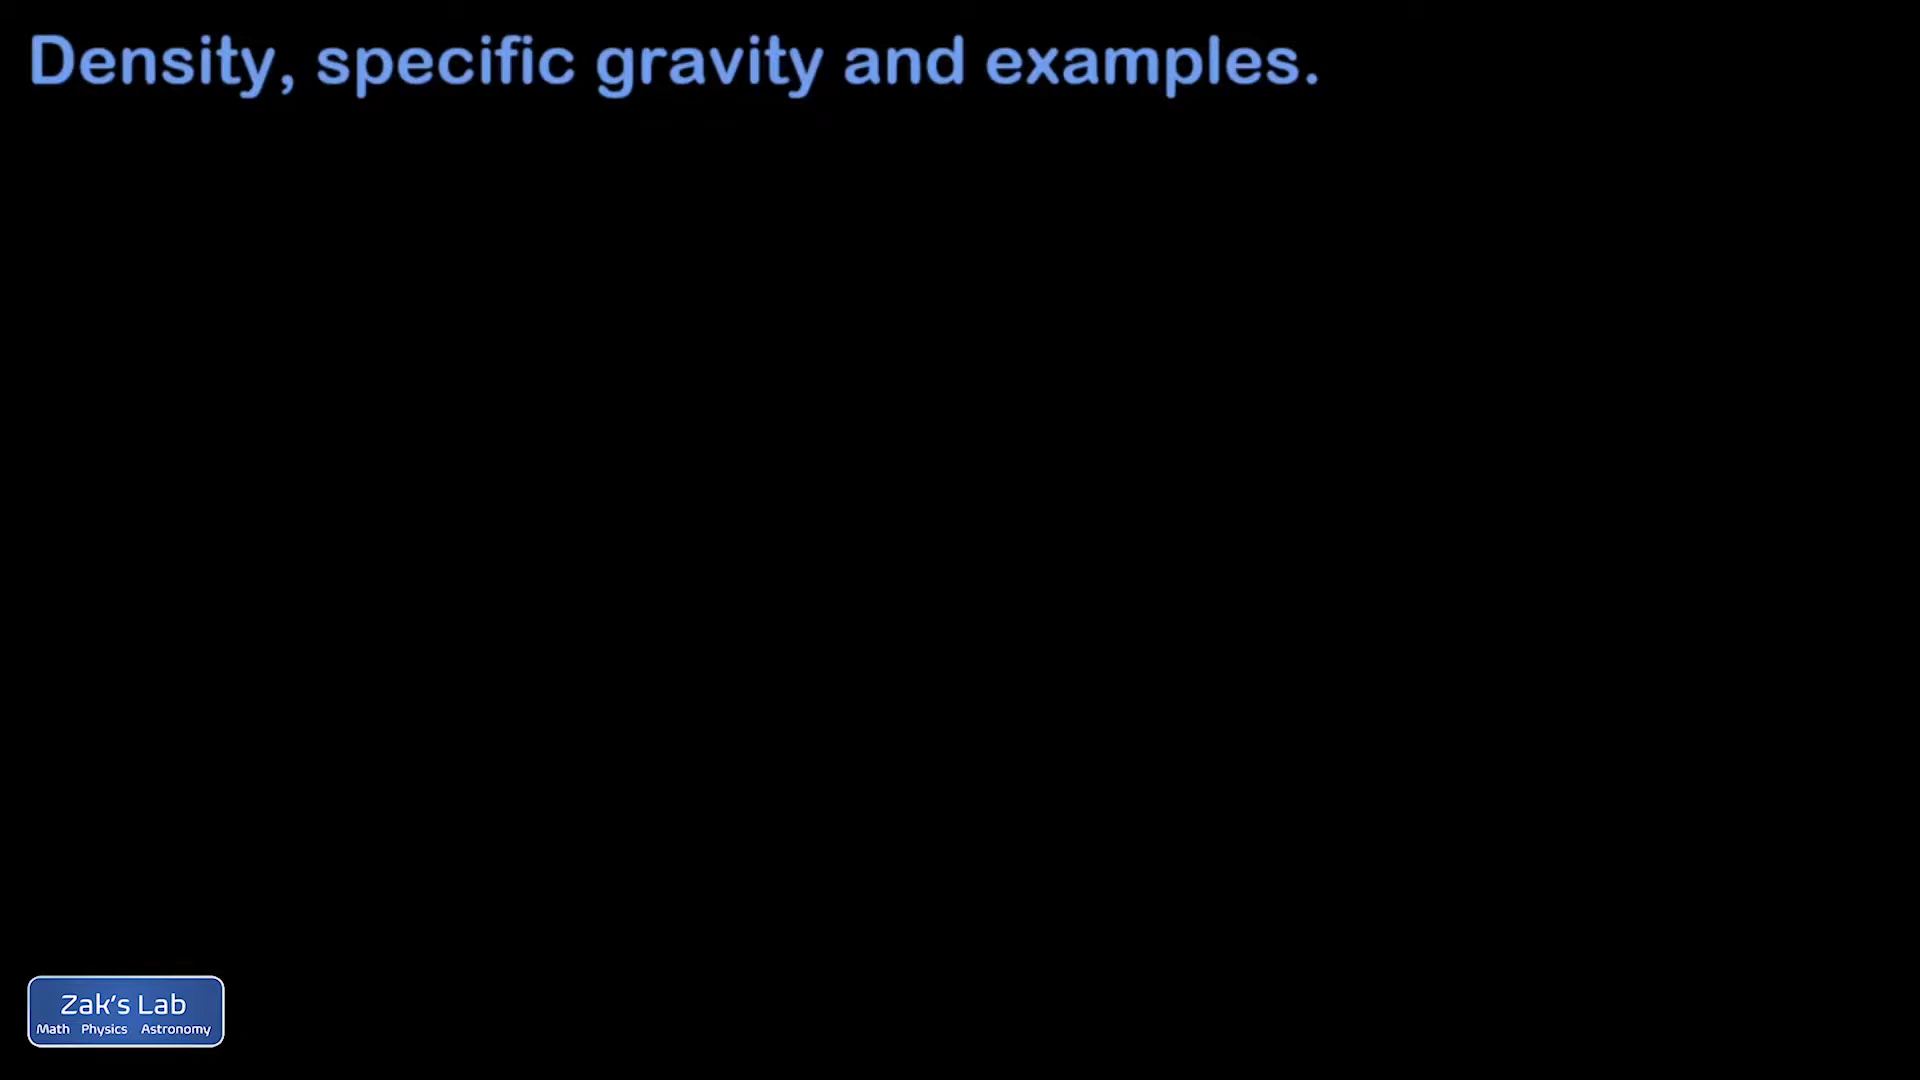 Density, specific gravity and examples.
Zak's Lab
Math Physics Astronomy